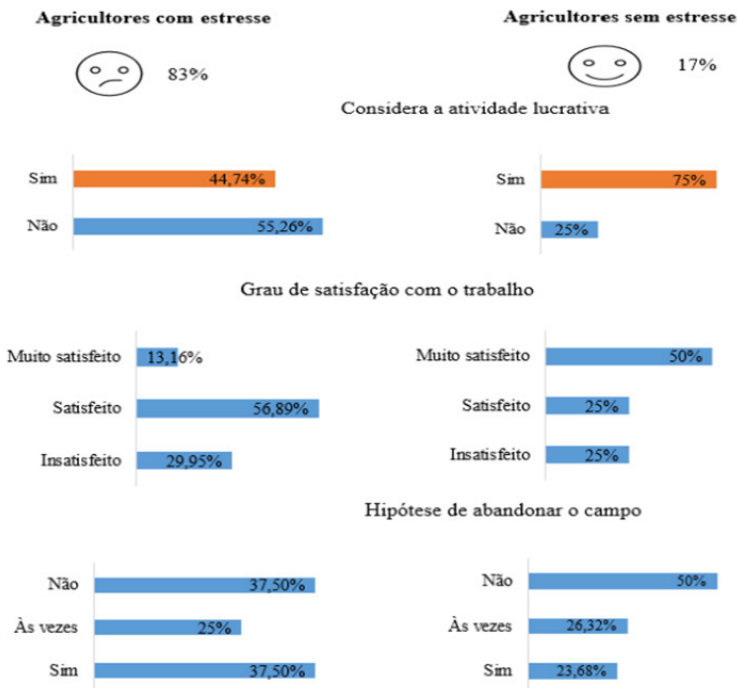 Agricultores com estresse
Agricultores sem estresse
83%
17%
Considera a atividade lucrativa
Sim 44,74%
Não 55,26%
Sim 75%
Não 25%
Grau de satisfação com o trabalho
Muito satisfeito 13,16%
Satisfeito 56,89%
Insatisfeito 29,95%
Muito satisfeito 50%
Satisfeito 25%
Insatisfeito 25%
Hipótese de abandonar o campo
Não 37,50%
Às vezes 25%
Sim 37,50%
Não 50%
Às vezes 26,32%
Sim 23,68%